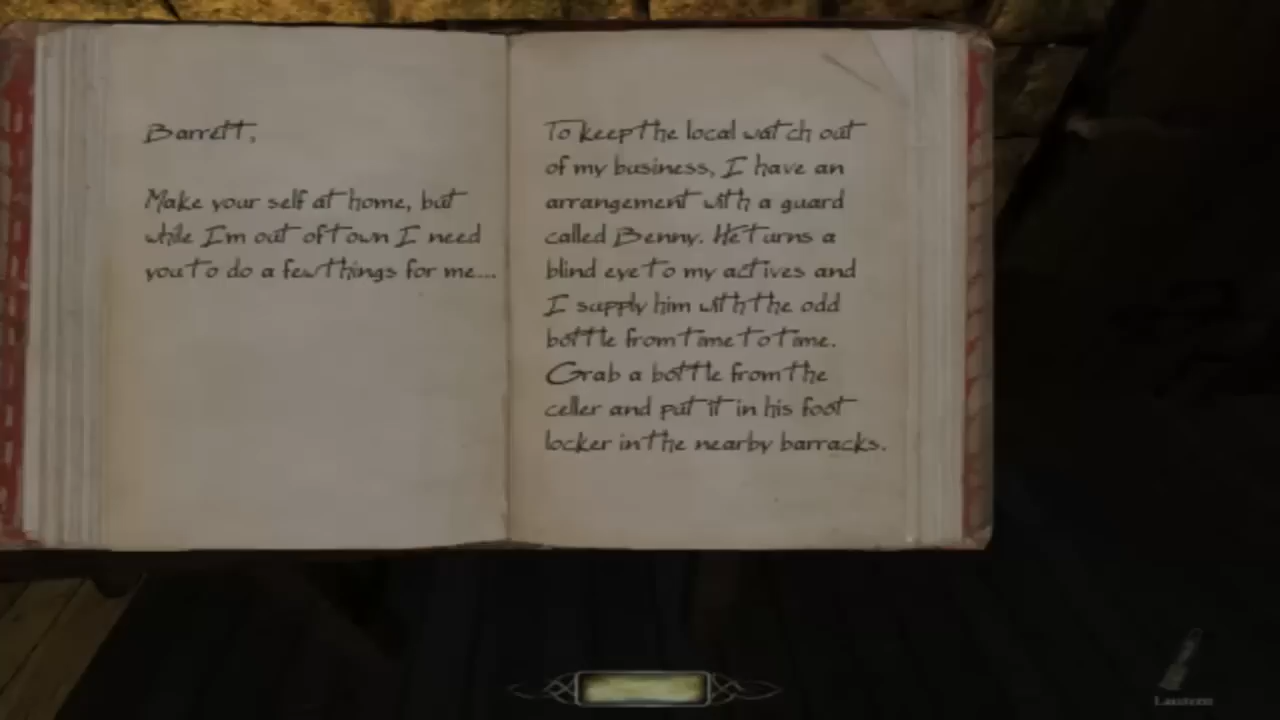 Barrett,
Make your self at home, but
while I'm out of town I need
you to do a few things for me...
To keep the local watch out
of my business, I have an
arrangement with a guard
called Benny. He turns a
blind eye to my actives and
I supply him with the odd
bottle from time to time.
Grab a bottle from the
celler and put it in his foot
locker in the nearby barracks.